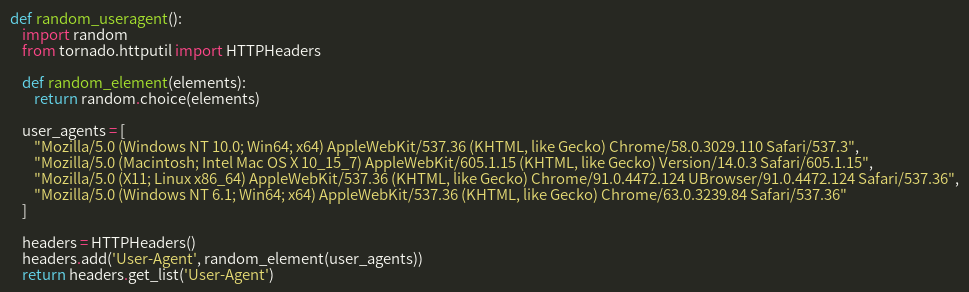 def random_useragent():
    import random
    from tornado.httputil import HTTPHeaders

    def random_element(elements):
        return random.choice(elements)

    user_agents = [
        "Mozilla/5.0 (Windows NT 10.0; Win64; x64) AppleWebKit/537.36 (KHTML, like Gecko) Chrome/58.0.3029.110 Safari/537.3",
        "Mozilla/5.0 (Macintosh; Intel Mac OS X 10_15_7) AppleWebKit/605.1.15 (KHTML, like Gecko) Version/14.0.3 Safari/605.1.15",
        "Mozilla/5.0 (X11; Linux x86_64) AppleWebKit/537.36 (KHTML, like Gecko) Chrome/91.0.4472.124 UBrowser/91.0.4472.124 Safari/537.36",
        "Mozilla/5.0 (Windows NT 6.1; Win64; x64) AppleWebKit/537.36 (KHTML, like Gecko) Chrome/63.0.3239.84 Safari/537.36"
    ]

    headers = HTTPHeaders()
    headers.add('User-Agent', random_element(user_agents))
    return headers.get_list('User-Agent')